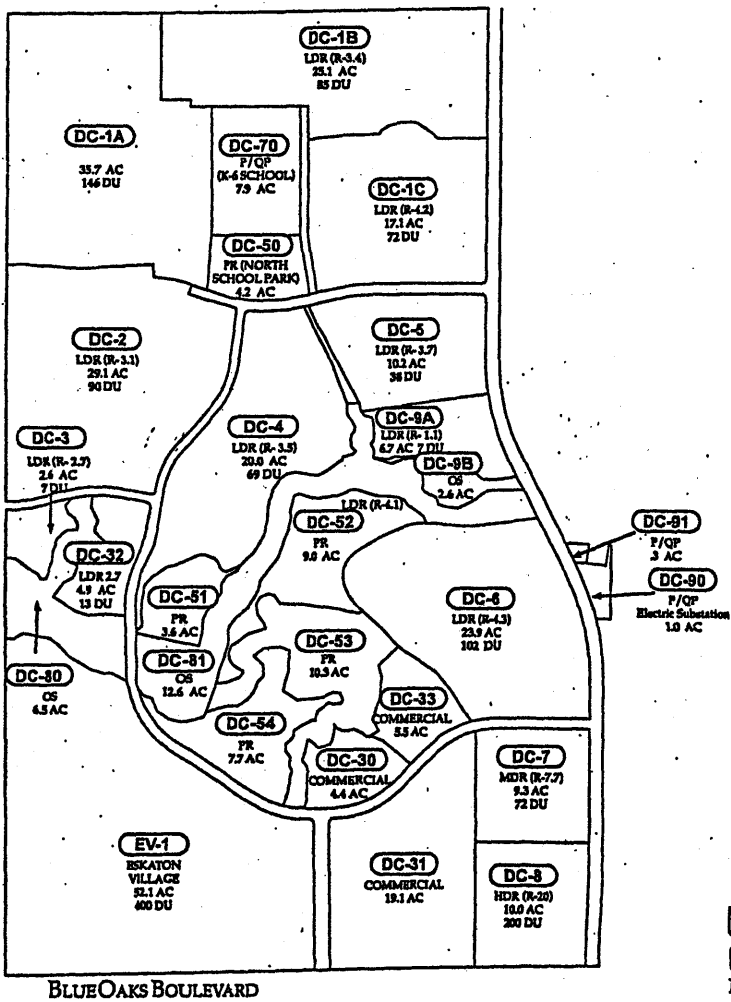 DC-1B
LDR (R-3.4)
25.1 AC
85 DU
DC-1A
35.7 AC
146 DU
DC-70
P/QP
(K-6 SCHOOL)
7.9 AC
DC-1C
LDR (R-4.2)
17.1 AC
72 DU
DC-50
PR (NORTH
SCHOOL PARK)
4.2 AC
DC-2
LDR (R-3.1)
29.1 AC
90 DU
DC-5
LDR (R-3.7)
10.2 AC
38 DU
DC-3
LDR (R-2.7)
2.6 AC
7 DU
DC-4
LDR (R-3.5)
20.0 AC
69 DU
DC-9A
LDR (R-1.1)
6.7 AC 7 DU
DC-9B
OS
2.6 AC
LDR (R-4.1)
DC-52
PR
9.0 AC
DC-91
P/QP
.3 AC
DC-90
P/QP
Electric Substation
1.0 AC
DC-32
LDR 2.7
4.9 AC
13 DU
DC-51
PR
3.6 AC
DC-6
LDR (R-4.3)
23.9 AC
102 DU
DC-80
OS
6.5 AC
DC-81
OS
12.6 AC
DC-53
PR
10.3 AC
DC-33
COMMERCIAL
5.5 AC
DC-54
PR
7.7 AC
DC-30
COMMERCIAL
4.4 AC
DC-7
MDR (R-7.7)
9.3 AC
72 DU
EV-1
ESKATON
VILLAGE
52.1 AC
400 DU
DC-31
COMMERCIAL
19.1 AC
DC-8
HDR (R-20)
10.0 AC
200 DU
BLUE OAKS BOULEVARD